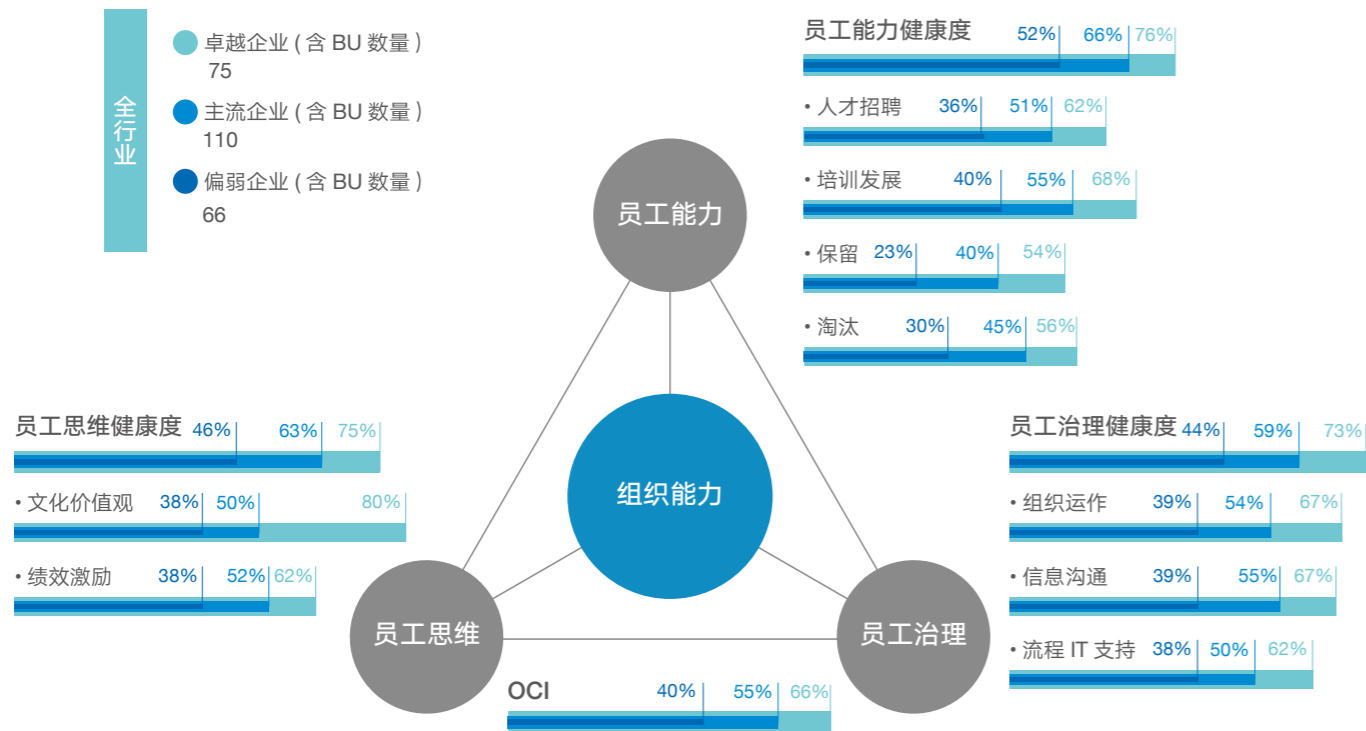 全行业
卓越企业 ( 含 BU 数量 )
75
主流企业 ( 含 BU 数量 )
110
偏弱企业 ( 含 BU 数量 )
66
员工能力健康度 52% 66% 76%
• 人才招聘 36% 51% 62%
• 培训发展 40% 55% 68%
• 保留 23% 40% 54%
• 淘汰 30% 45% 56%
员工能力
组织能力
员工思维健康度 46% 63% 75%
• 文化价值观 38% 50% 80%
• 绩效激励 38% 52% 62%
员工思维
员工治理
员工治理健康度 44% 59% 73%
• 组织运作 39% 54% 67%
• 信息沟通 39% 55% 67%
• 流程 IT 支持 38% 50% 62%
OCI 40% 55% 66%